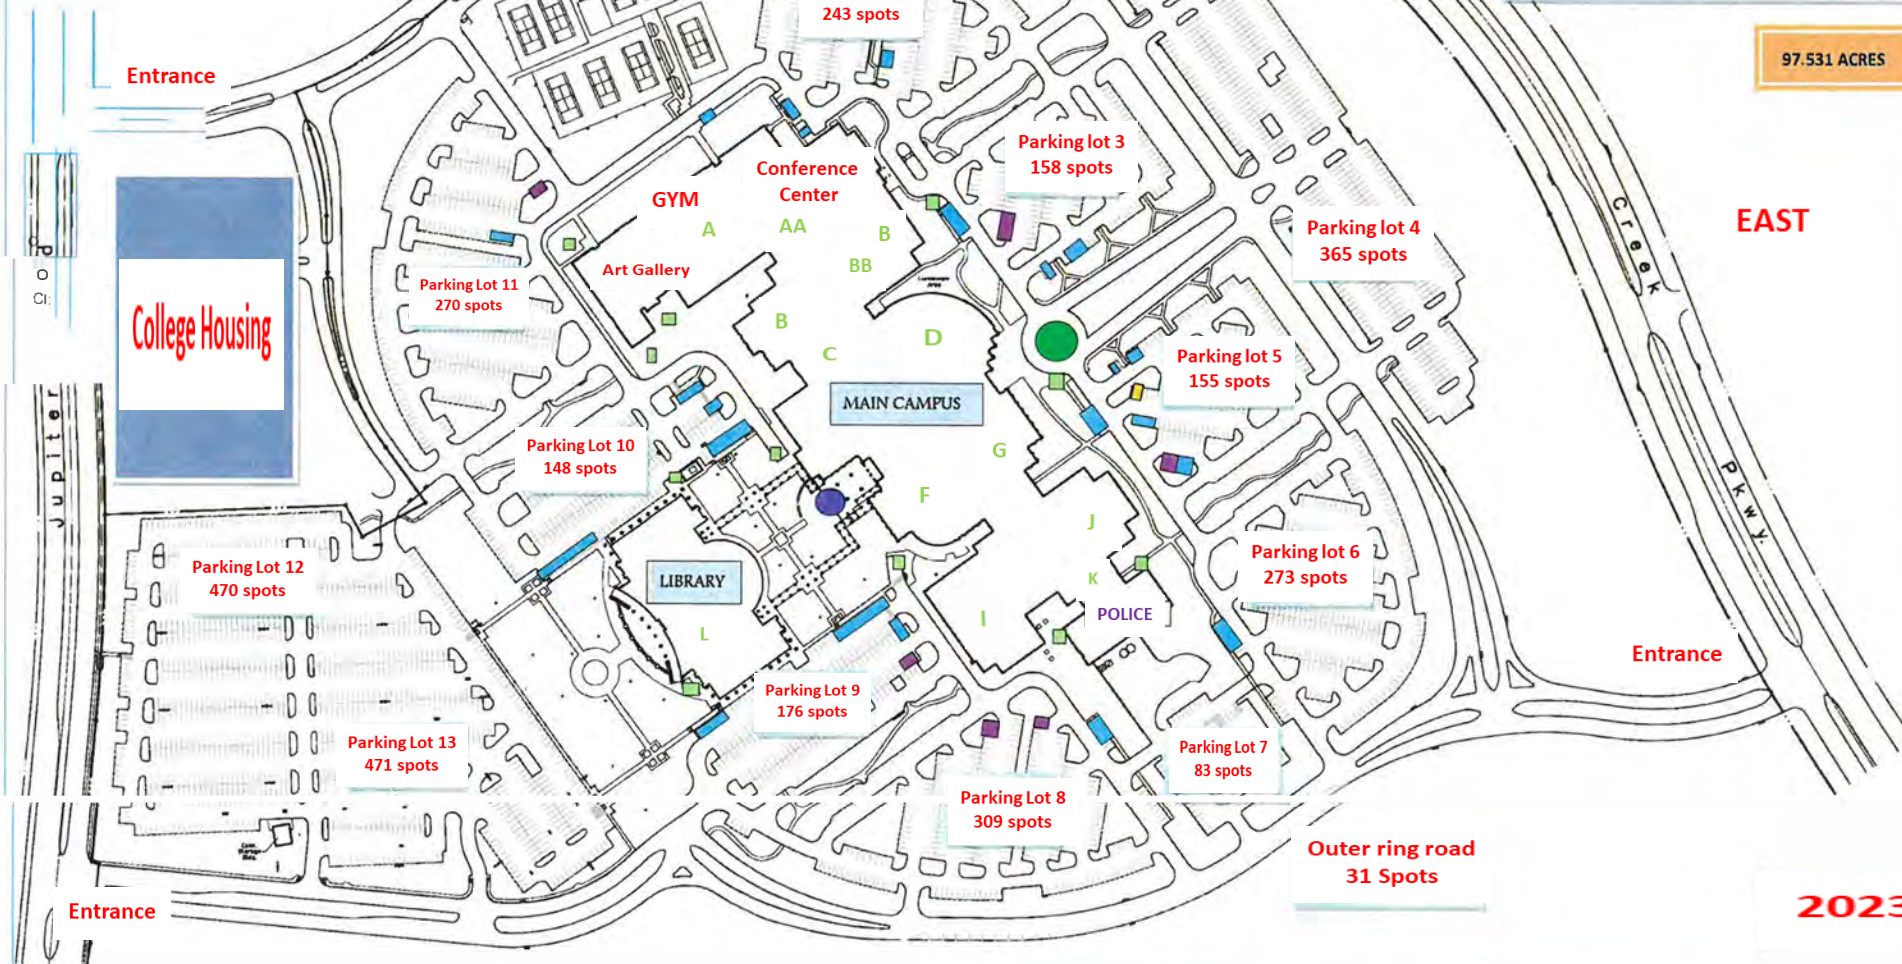 243 spots
Entrance
97.531 ACRES
Parking lot 3
158 spots
Conference
Center
GYM
A
AA
B
BB
EAST
Creek
Parking lot 4
365 spots
Art Gallery
Parking Lot 11
270 spots
College Housing
B
C
D
Parking lot 5
155 spots
MAIN CAMPUS
Jupiter
Parking Lot 10
148 spots
G
F
J
Pkwy.
Parking Lot 12
470 spots
LIBRARY
Parking lot 6
273 spots
K
POLICE
I
L
Entrance
Parking Lot 9
176 spots
Parking Lot 13
471 spots
Parking Lot 7
83 spots
Parking Lot 8
309 spots
Outer ring road
31 Spots
Entrance
2023